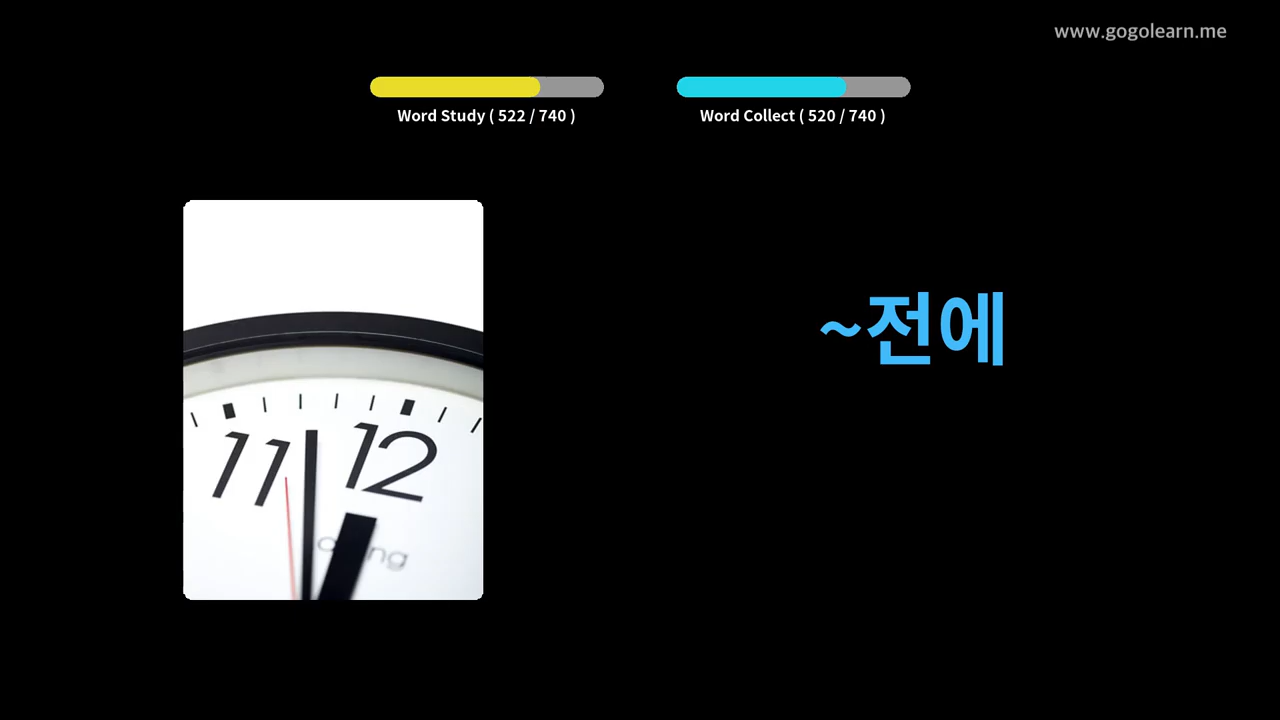 www.gogolearn.me
Word Study ( 522 / 740 )
Word Collect ( 520 / 740 )
~전에
11
12